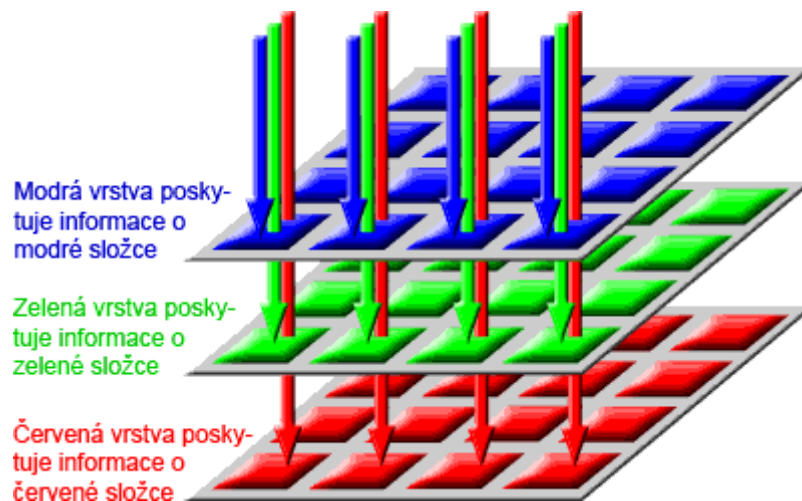 Modrá vrstva posky-
tuje informace o
modré složce
Zelená vrstva posky-
tuje informace o
zelené složce
Červená vrstva posky-
tuje informace o
červené složce